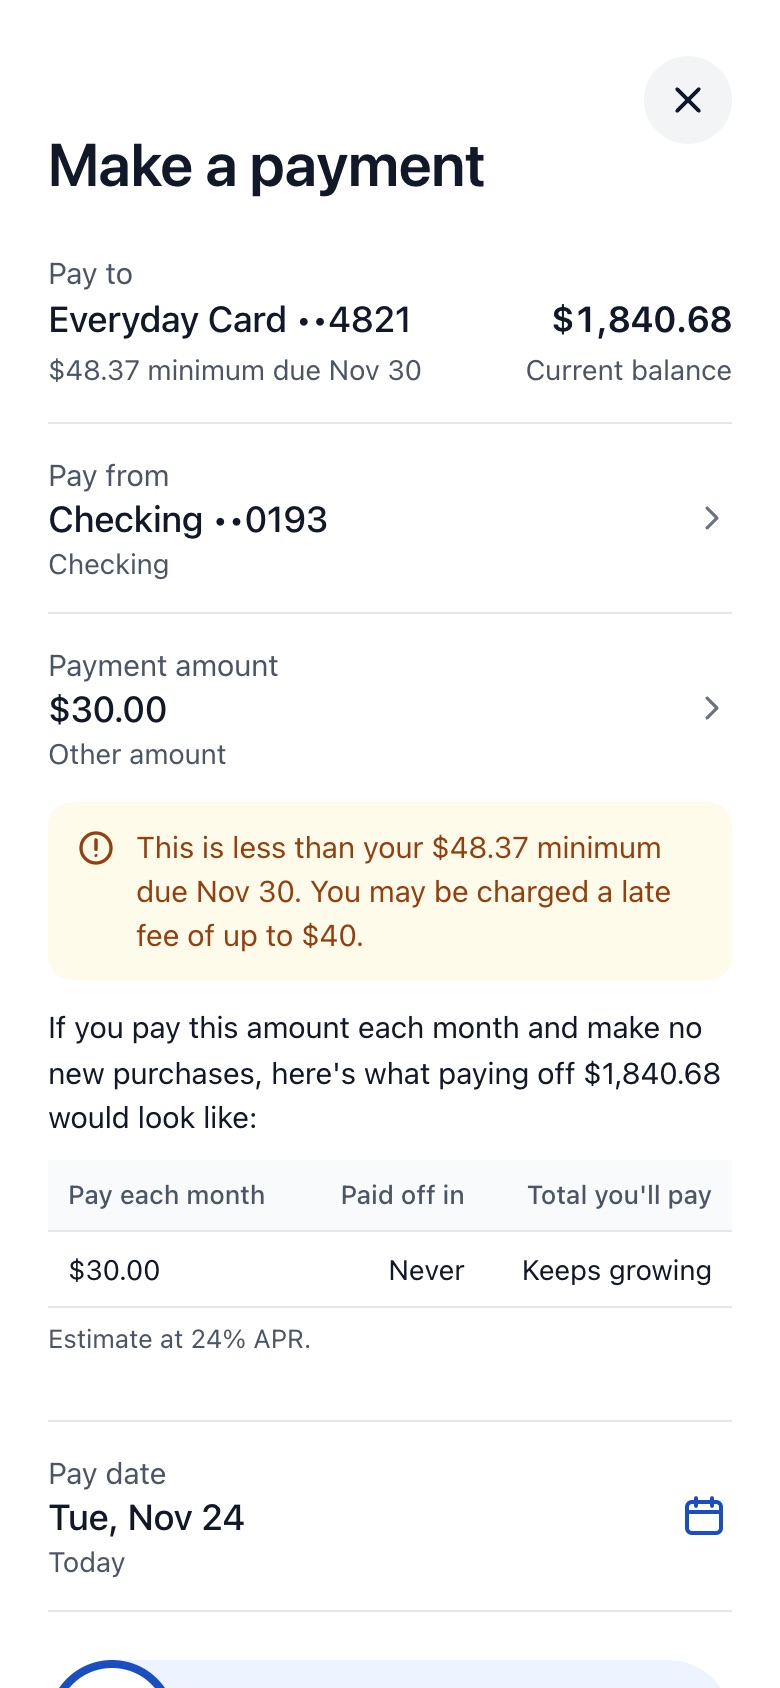 Make a payment
Pay to
Everyday Card ••4821 $1,840.68
$48.37 minimum due Nov 30 Current balance
Pay from
Checking ••0193
Checking
Payment amount
$30.00
Other amount
This is less than your $48.37 minimum
due Nov 30. You may be charged a late
fee of up to $40.
If you pay this amount each month and make no
new purchases, here's what paying off $1,840.68
would look like:
Pay each month Paid off in Total you'll pay
$30.00 Never Keeps growing
Estimate at 24% APR.
Pay date
Tue, Nov 24
Today